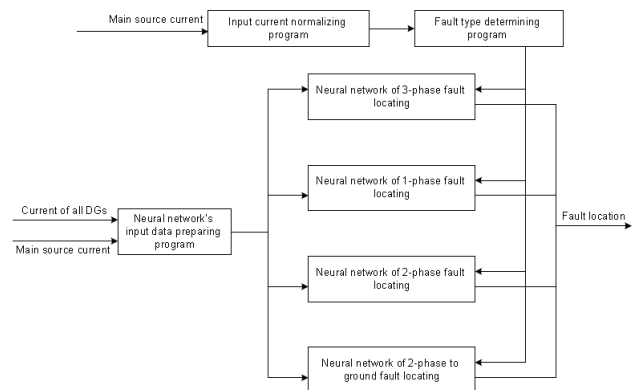 Main source current
Input current normalizing
program
Fault type determining
program
Neural network of 3-phase fault
locating
Neural network of 1-phase fault
locating
Current of all DGs
Main source current
Neural network's
input data preparing
program
Fault location
Neural network of 2-phase fault
locating
Neural network of 2-phase to
ground fault locating